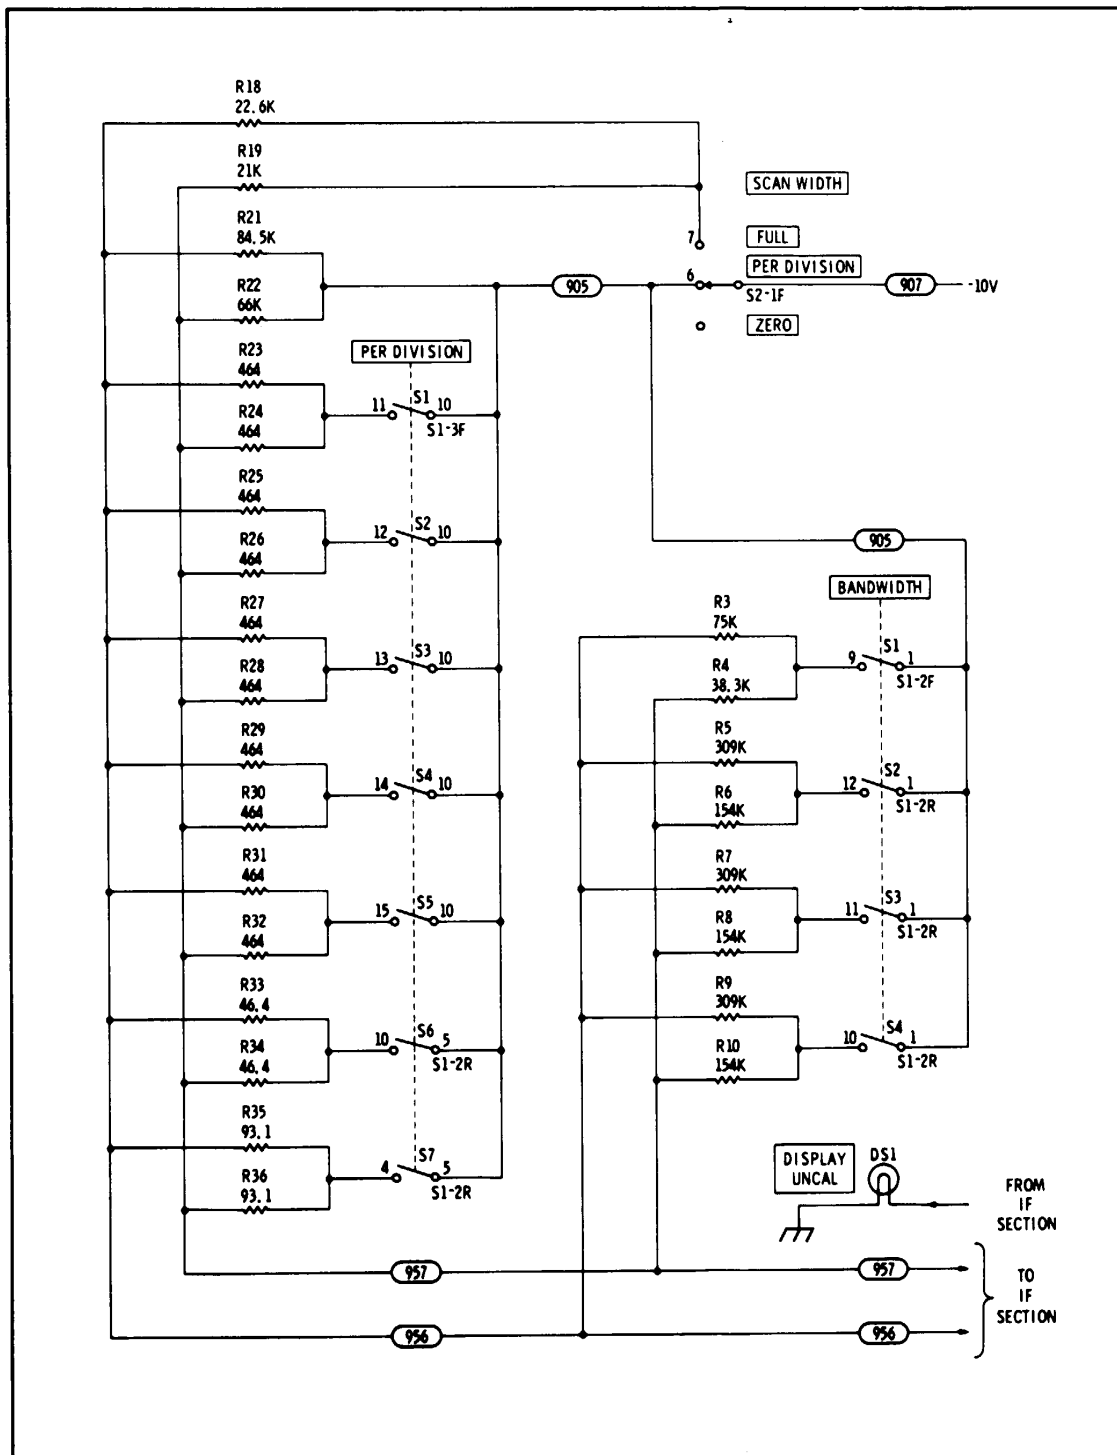 R18
22.6K
R19
21K
SCAN WIDTH
R21
84.5K
7
FULL
PER DIVISION
R22
66K
905
6
S2-1F
907
-10V
ZERO
R23
464
PER DIVISION
R24
464
11
S1
10
S1-3F
R25
464
R26
464
12
S2
10
905
BANDWIDTH
R27
464
R28
464
13
S3
10
R3
75K
R4
38.3K
9
S1
1
S1-2F
R29
464
R30
464
14
S4
10
R5
309K
R6
154K
12
S2
1
S1-2R
R31
464
R32
464
15
S5
10
R7
309K
R8
154K
11
S3
1
S1-2R
R33
46.4
R34
46.4
10
S6
5
S1-2R
R9
309K
R10
154K
10
S4
1
S1-2R
R35
93.1
R36
93.1
4
S7
5
S1-2R
DISPLAY
UNCAL
DS1
FROM
IF
SECTION
957
957
TO
IF
SECTION
956
956